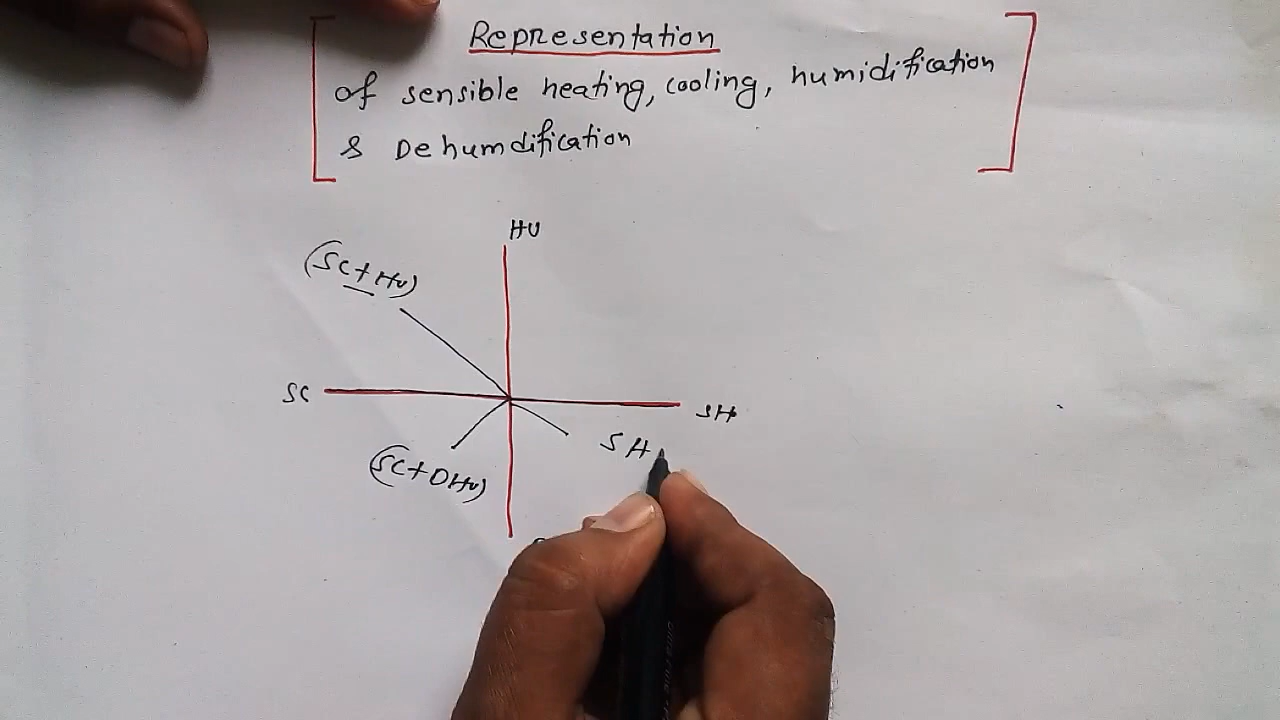 Representation
of sensible heating, cooling, humidification
& Dehumdification
HU
(SC+HU)
SC
SH
SH
(SC+DHU)